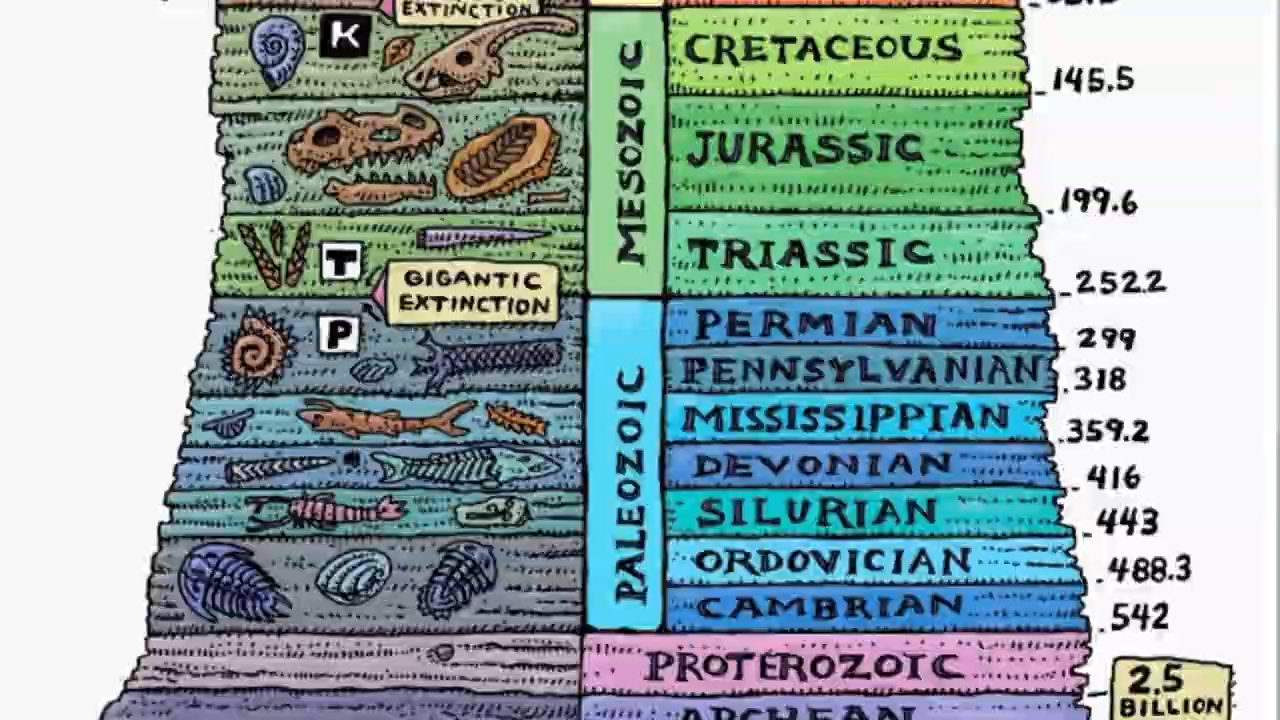 EXTINCTION
K
MESOZOIC
CRETACEOUS
145.5
JURASSIC
199.6
TRIASSIC
T
252.2
GIGANTIC
EXTINCTION
P
PALEOZOIC
PERMIAN
299
PENNSYLVANIAN
318
MISSISSIPPIAN
359.2
DEVONIAN
416
SILURIAN
443
ORDOVICIAN
488.3
CAMBRIAN
542
PROTEROZOIC
2.5
BILLION
ARCHEAN